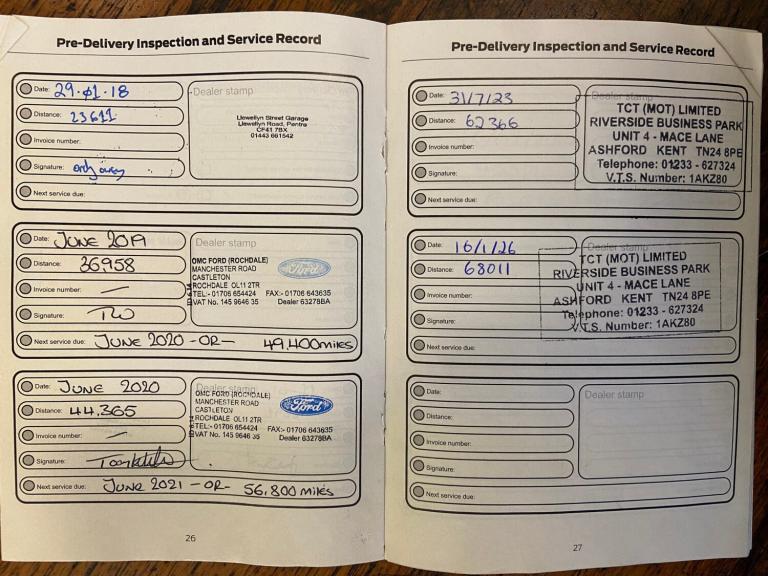 Pre-Delivery Inspection and Service Record
Date: 29·01·18
Distance: 23611
Invoice number:
Signature:
Next service due:
Dealer stamp
Llewellyn Street Garage
Llewellyn Road, Pentre
CF41 7BX
01443 661542
Date: JUNE 2019
Distance: 36,958
Invoice number: —
Signature:
Next service due: JUNE 2020 -OR- 49,400miles
Dealer stamp
OMC FORD (ROCHDALE)
MANCHESTER ROAD
CASTLETON
ROCHDALE OL11 2TR
TEL:- 01706 654424 FAX:- 01706 643635
VAT No. 145 9646 35 Dealer 63278BA
Ford
Date: JUNE 2020
Distance: 44,365
Invoice number: —
Signature:
Next service due: JUNE 2021 -OR- 56,800 miles
Dealer stamp
OMC FORD (ROCHDALE)
MANCHESTER ROAD
CASTLETON
ROCHDALE OL11 2TR
TEL:- 01706 654424 FAX:- 01706 643635
VAT No. 145 9646 35 Dealer 63278BA
Ford
26
Pre-Delivery Inspection and Service Record
Date: 31/7/23
Distance: 62366
Invoice number:
Signature:
Next service due:
Dealer stamp
TCT (MOT) LIMITED
RIVERSIDE BUSINESS PARK
UNIT 4 - MACE LANE
ASHFORD KENT TN24 8PE
Telephone: 01233 - 627324
V.T.S. Number: 1AKZ80
Date: 16/1/26
Distance: 68011
Invoice number:
Signature:
Next service due:
Dealer stamp
TCT (MOT) LIMITED
RIVERSIDE BUSINESS PARK
UNIT 4 - MACE LANE
ASHFORD KENT TN24 8PE
Telephone: 01233 - 627324
V.T.S. Number: 1AKZ80
Date:
Distance:
Invoice number:
Signature:
Next service due:
Dealer stamp
27